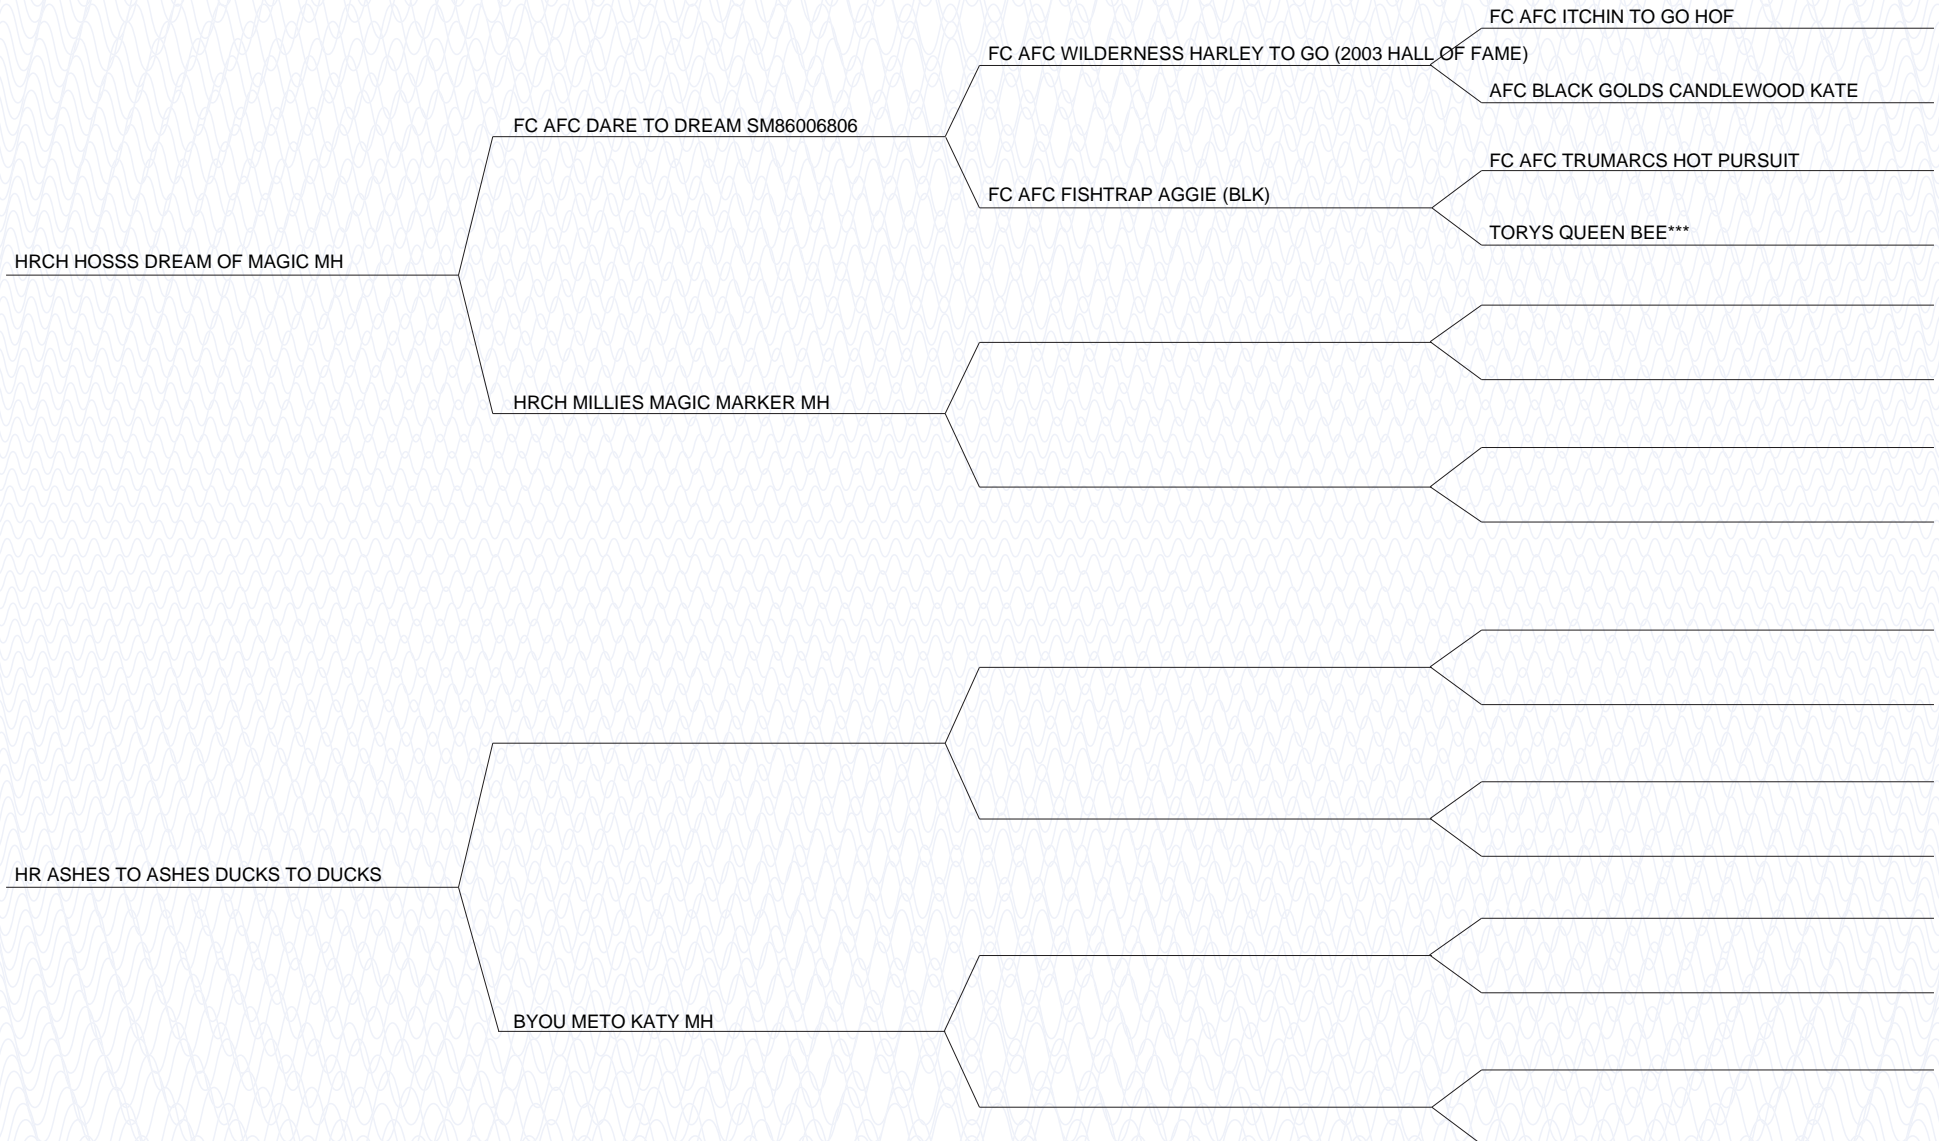 FC AFC ITCHIN TO GO HOF
FC AFC WILDERNESS HARLEY TO GO (2003 HALL OF FAME)
AFC BLACK GOLDS CANDLEWOOD KATE
FC AFC DARE TO DREAM SM86006806
FC AFC TRUMARCS HOT PURSUIT
FC AFC FISHTRAP AGGIE (BLK)
TORYS QUEEN BEE***
HRCH HOSSS DREAM OF MAGIC MH
HRCH MILLIES MAGIC MARKER MH
HR ASHES TO ASHES DUCKS TO DUCKS
BYOU METO KATY MH